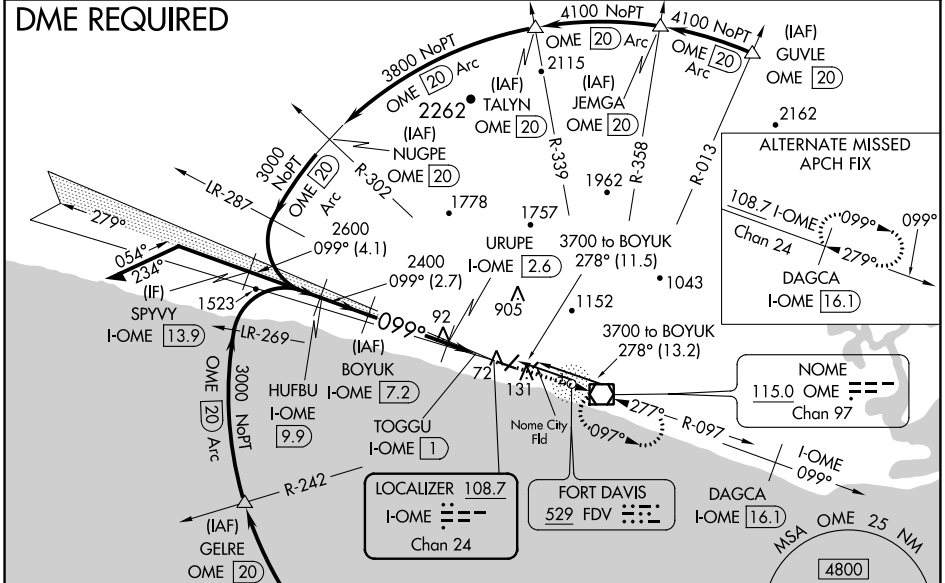 DME REQUIRED
4100 NoPT
OME 20 Arc
4100 NoPT
OME 20
Arc
(IAF)
GUVLE
OME 20
3800 NoPT
OME 20 Arc
2115
(IAF)
TALYN
OME 20
(IAF)
JEMGA
OME 20
2262
2162
(IAF)
NUGPE
OME 20
3000
NoPT
OME 20
Arc
R-302
R-339
R-358
R-013
ALTERNATE MISSED
APCH FIX
108.7 I-OME
Chan 24
099°
099°
279°
DAGCA
I-OME 16.1
LR-287
1778
1962
1757
279°
054°
234°
2600
099° (4.1)
2400
099° (2.7)
URUPE
I-OME 2.6
905
3700 to BOYUK
278° (11.5)
1043
1152
(IF)
SPYVY
I-OME 13.9
1523
LR-269
099°
92
3700 to BOYUK
278° (13.2)
HUFBU
I-OME
9.9
(IAF)
BOYUK
I-OME 7.2
72
131
Nome City
Fld
NOME
115.0 OME
Chan 97
OME 20 Arc
3000 NoPT
TOGGU
I-OME 1
097°
277°
R-097
I-OME
099°
R-242
LOCALIZER 108.7
I-OME
Chan 24
FORT DAVIS
529 FDV
DAGCA
I-OME 16.1
(IAF)
GELRE
OME 20
MSA OME 25 NM
4800